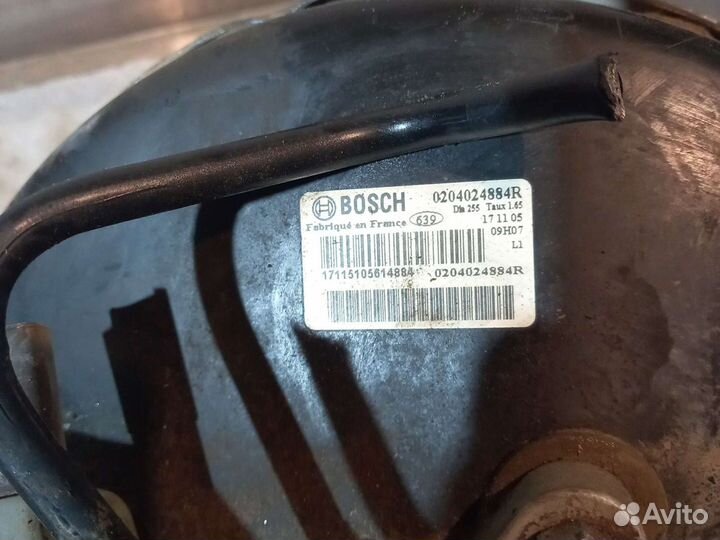 BOSCH 0204024884R
Dia 255 Taux 1.65
Fabriqué en France 639 17 11 05
09H07
L1
17115105614884 0204024884R
Avito